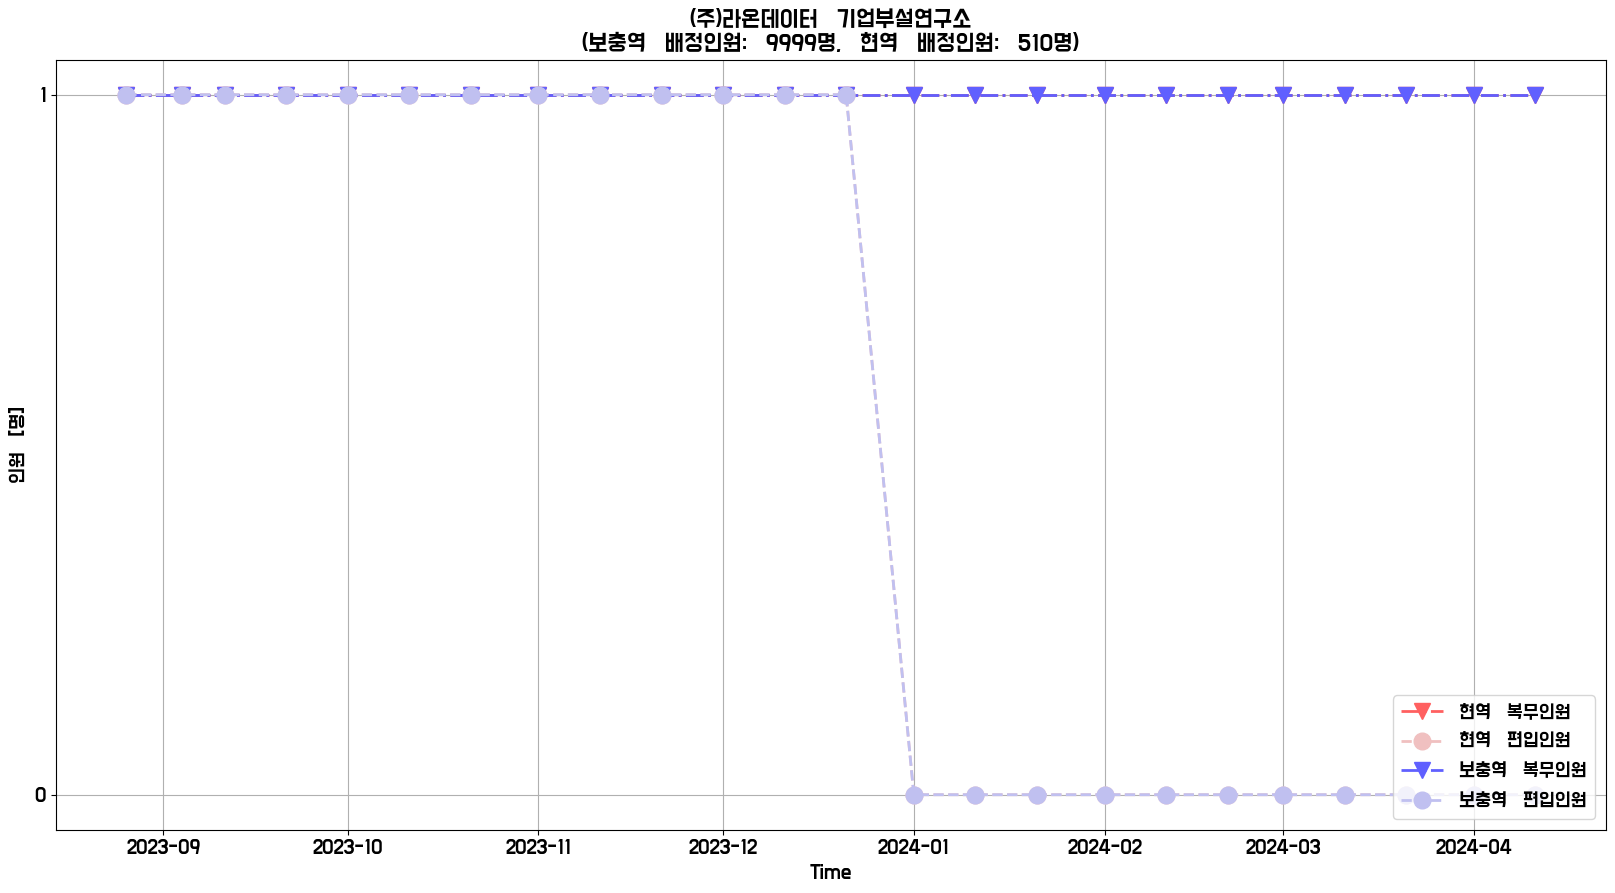 (주)라온데이터 기업부설연구소
(보충역 배정인원: 9999명, 현역 배정인원: 510명)
인원 [명]
1
0
2023-09 2023-10 2023-11 2023-12 2024-01 2024-02 2024-03 2024-04
Time
현역 복무인원
현역 편입인원
보충역 복무인원
보충역 편입인원